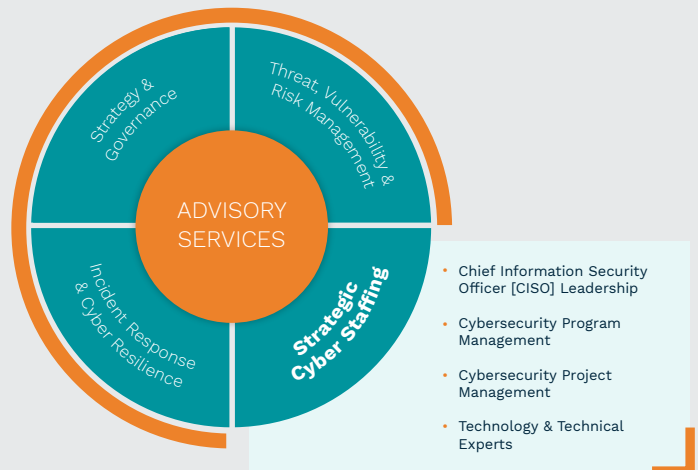 Strategy &
Governance
Threat, Vulnerability &
Risk Management
ADVISORY
SERVICES
Incident Response
& Cyber Resilience
Strategic
Cyber Staffing
• Chief Information Security
Officer [CISO] Leadership
• Cybersecurity Program
Management
• Cybersecurity Project
Management
• Technology & Technical
Experts